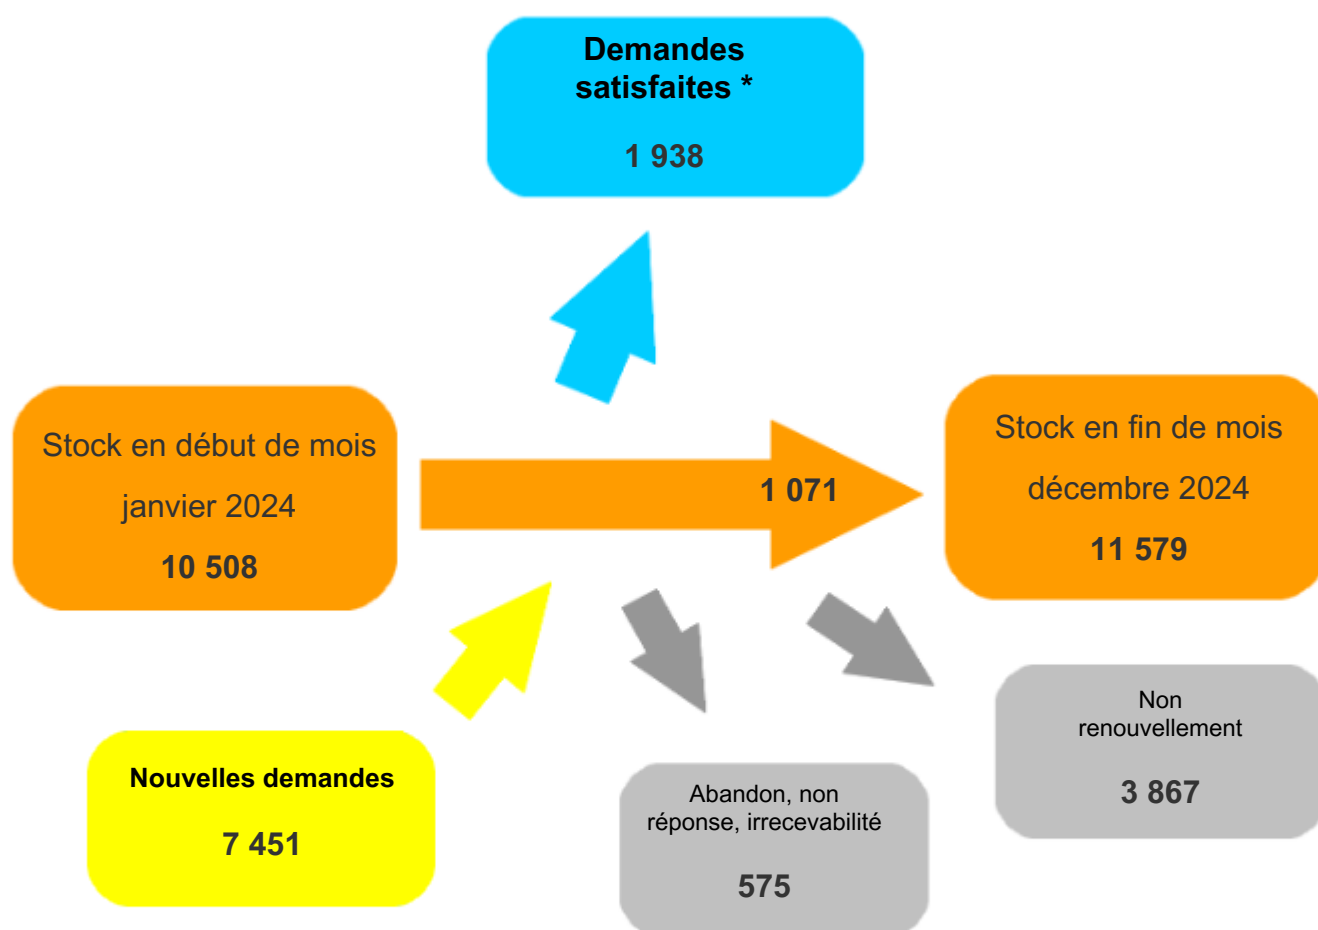 Demandes
satisfaites *
1 938
Stock en début de mois
janvier 2024
10 508
1 071
Stock en fin de mois
décembre 2024
11 579
Nouvelles demandes
7 451
Abandon, non
réponse, irrecevabilité
575
Non
renouvellement
3 867